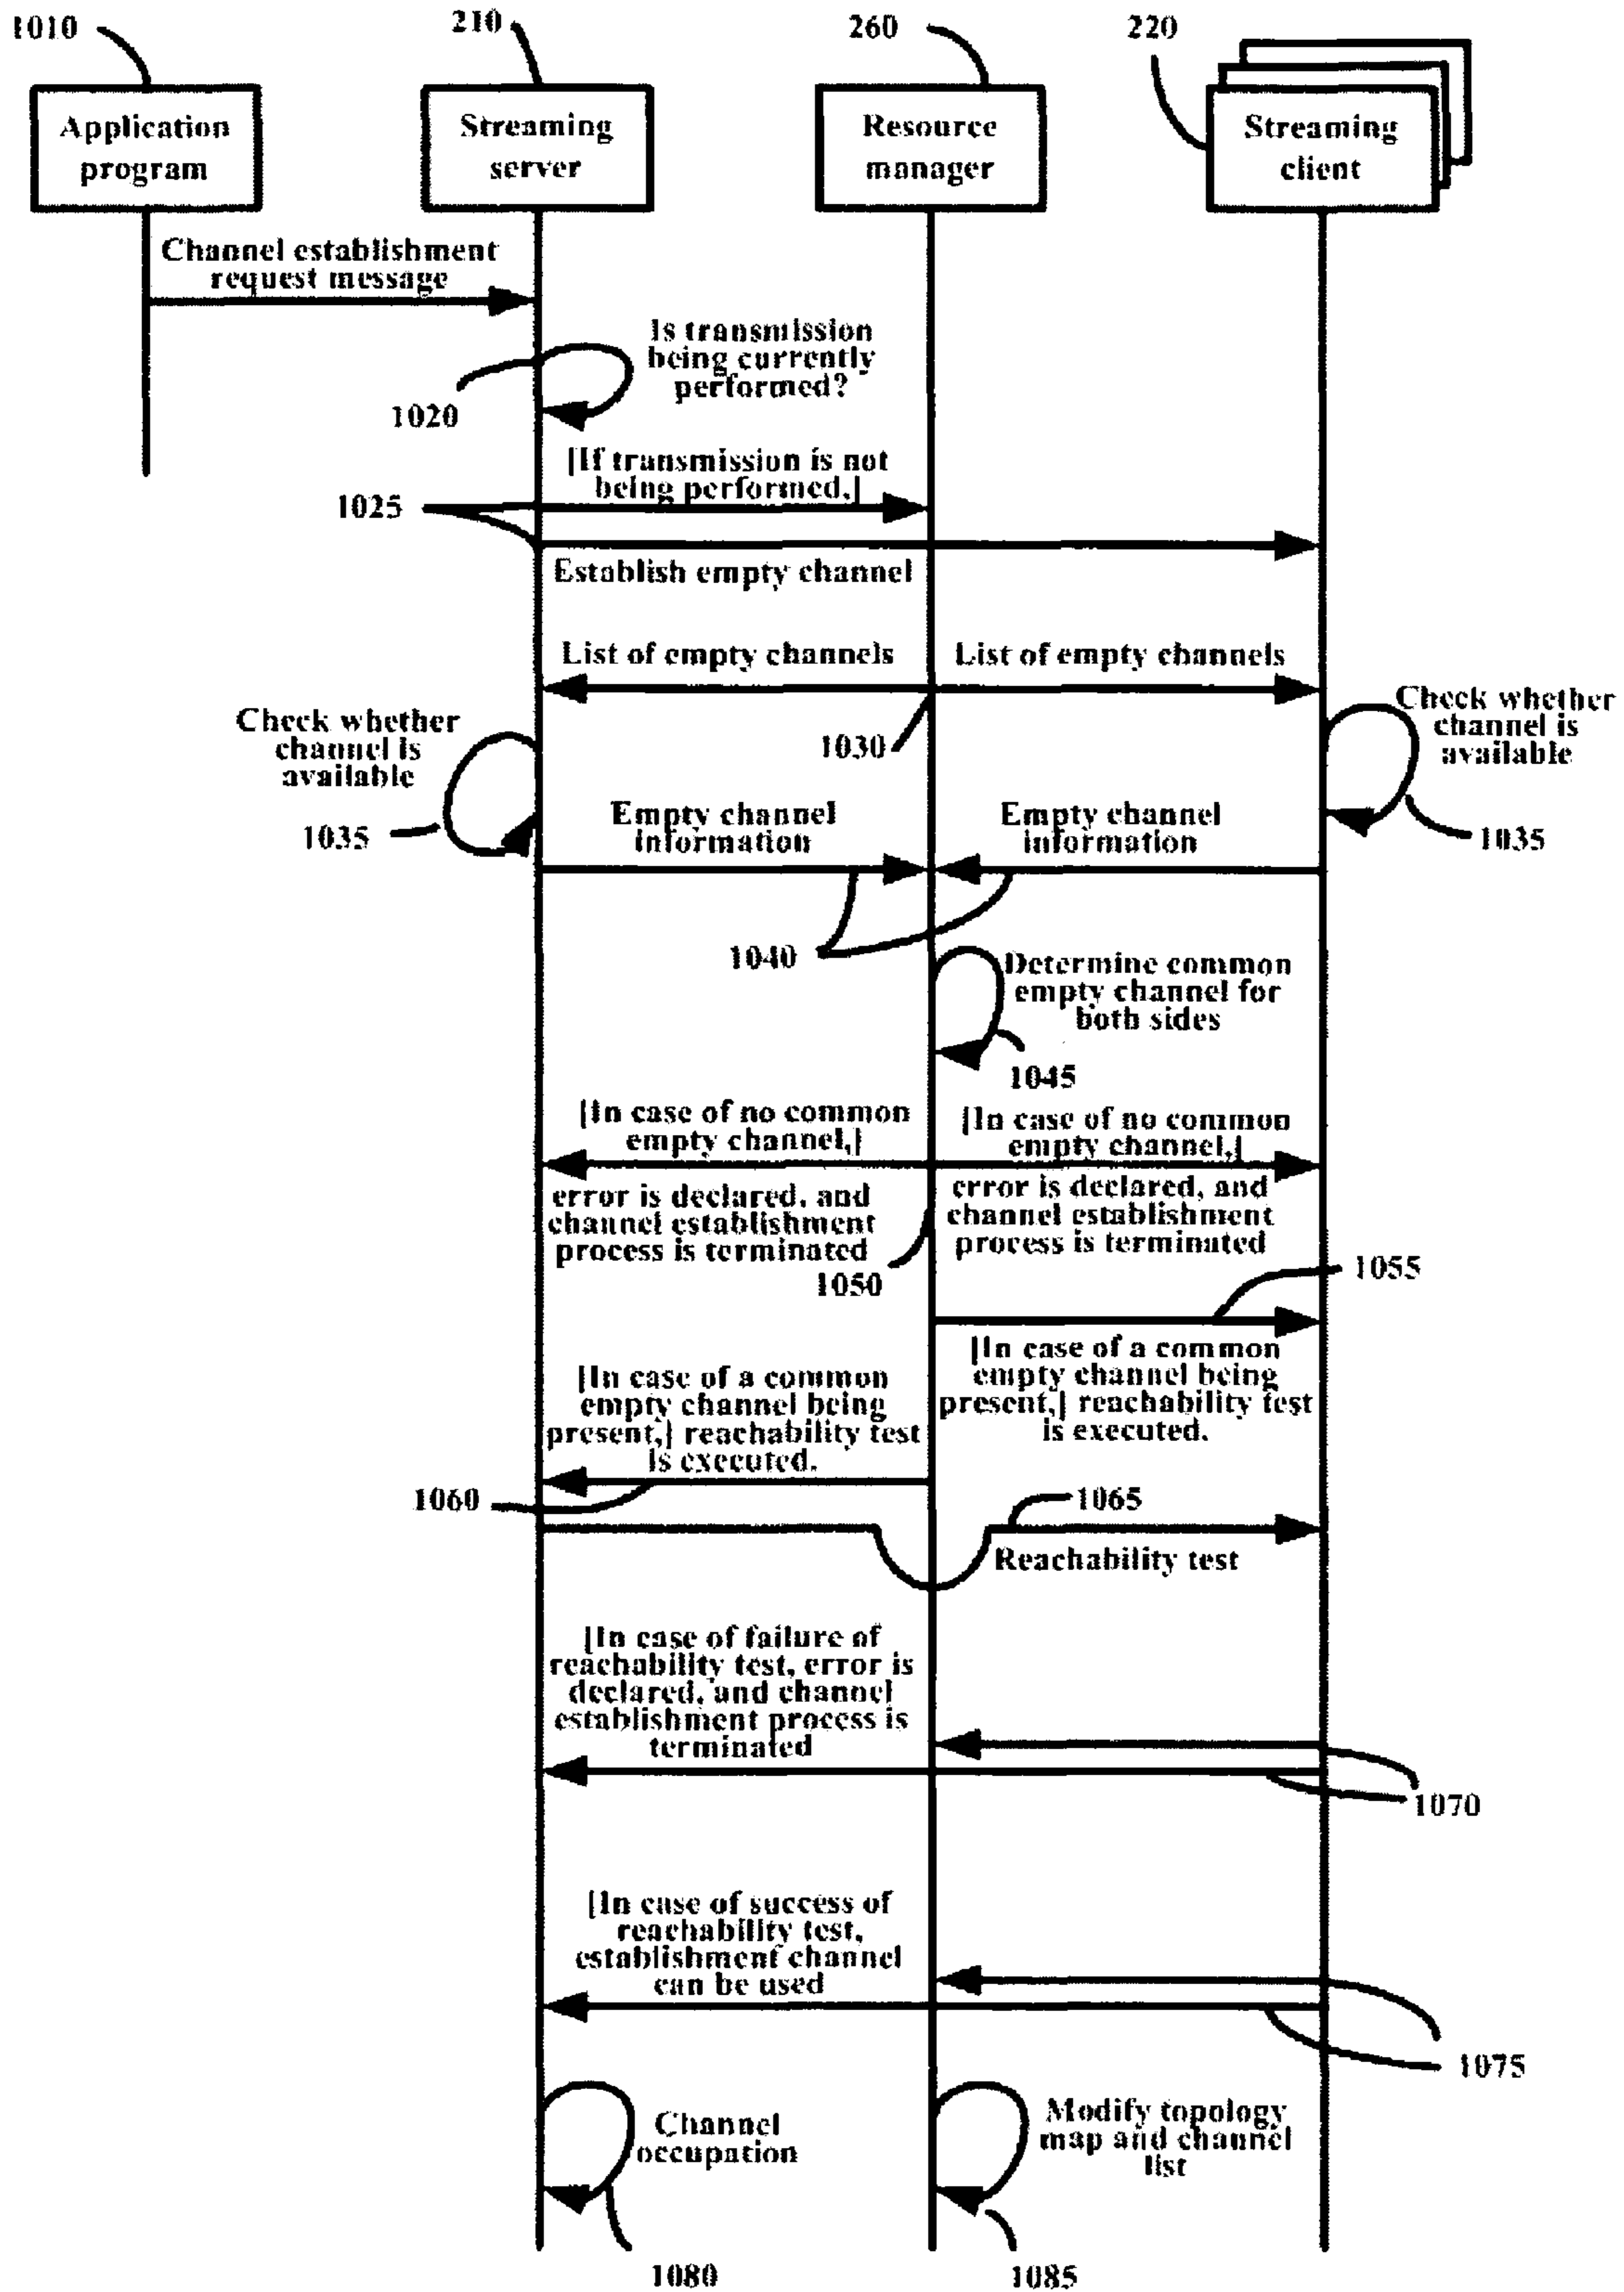 1010
210
260
220
Application
program
Streaming
server
Resource
manager
Streaming
client
Channel establishment
request message
Is transmission
being currently
performed?
1020
[If transmission is not
being performed,]
1025
Establish empty channel
List of empty channels
List of empty channels
Check whether
channel is
available
1030
Check whether
channel is
available
1035
Empty channel
information
Empty channel
information
1035
1040
Determine common
empty channel for
both sides
1045
[In case of no common
empty channel,]
[In case of no common
empty channel,]
error is declared, and
channel establishment
process is terminated
error is declared, and
channel establishment
process is terminated
1050
1055
[In case of a common
empty channel being
present,] reachability test
is executed.
[In case of a common
empty channel being
present,] reachability test
is executed.
1060
1065
Reachability test
[In case of failure of
reachability test, error is
declared, and channel
establishment process is
terminated
1070
[In case of success of
reachability test,
establishment channel
can be used
1075
Channel
occupation
Modify topology
map and channel
list
1080
1085